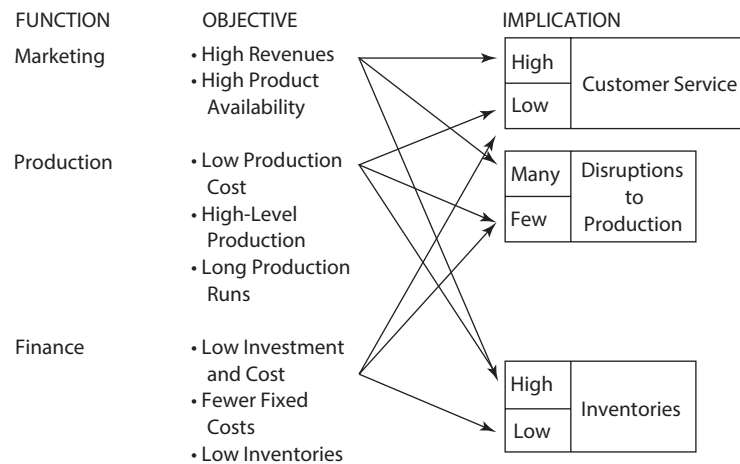 FUNCTION OBJECTIVE IMPLICATION
Marketing
• High Revenues
• High Product
Availability
High
Low
Customer Service
Production
• Low Production
Cost
• High-Level
Production
• Long Production
Runs
Many
Few
Disruptions
to
Production
Finance
• Low Investment
and Cost
• Fewer Fixed
Costs
• Low Inventories
High
Low
Inventories